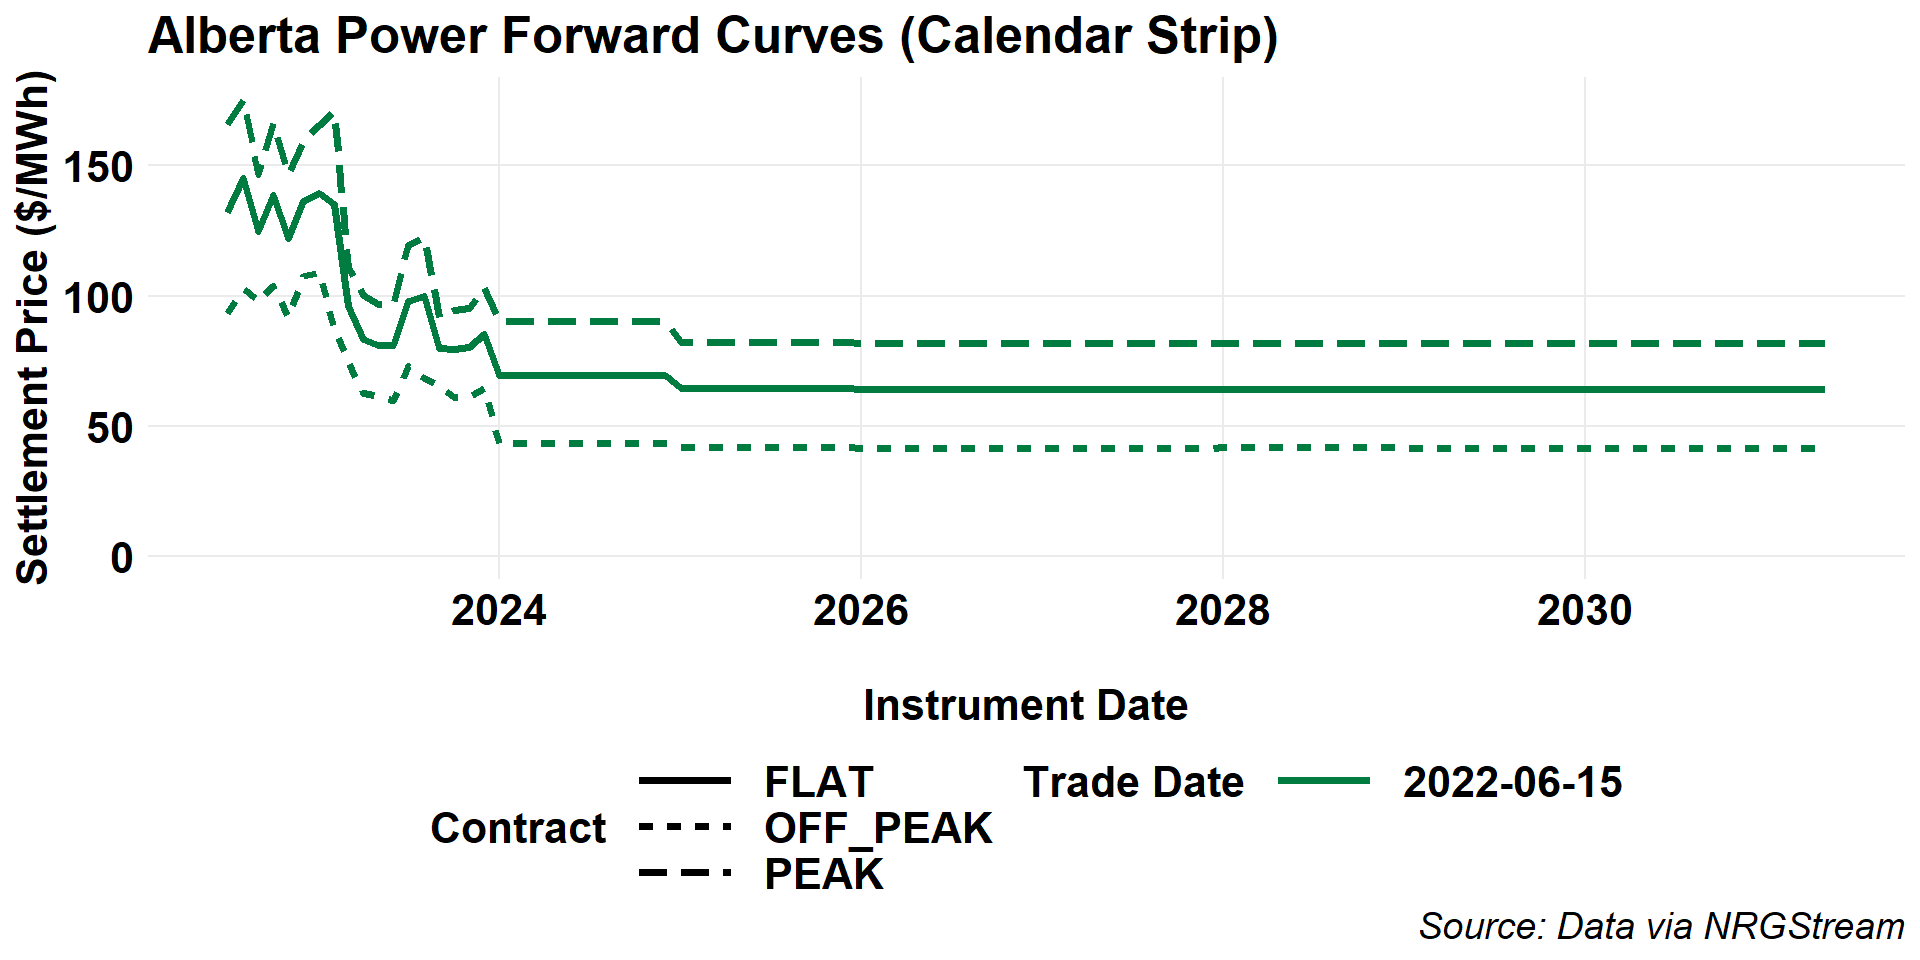 Alberta Power Forward Curves (Calendar Strip)
Settlement Price ($/MWh)
150
100
50
0
2024 2026 2028 2030
Instrument Date
Contract
FLAT
OFF_PEAK
PEAK
Trade Date
2022-06-15
Source: Data via NRGStream